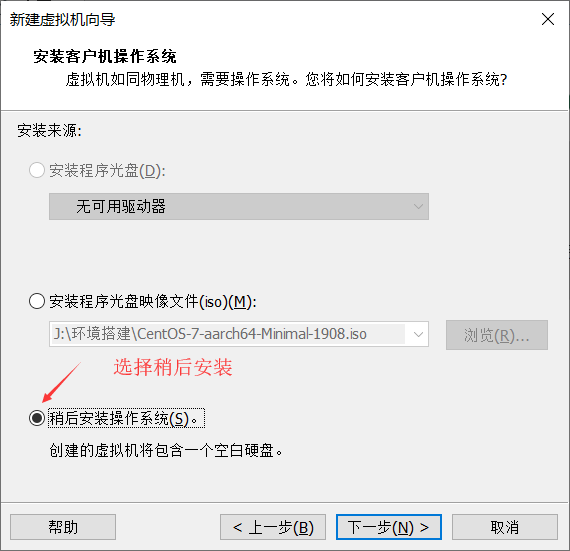 新建虚拟机向导
安装客户机操作系统
虚拟机如同物理机，需要操作系统。您将如何安装客户机操作系统?
安装来源:
安装程序光盘(D):
无可用驱动器
安装程序光盘映像文件(iso)(M):
J:\环境搭建\CentOS-7-aarch64-Minimal-1908.iso
浏览(R)...
选择稍后安装
稍后安装操作系统(S)。
创建的虚拟机将包含一个空白硬盘。
帮助
< 上一步(B)
下一步(N) >
取消